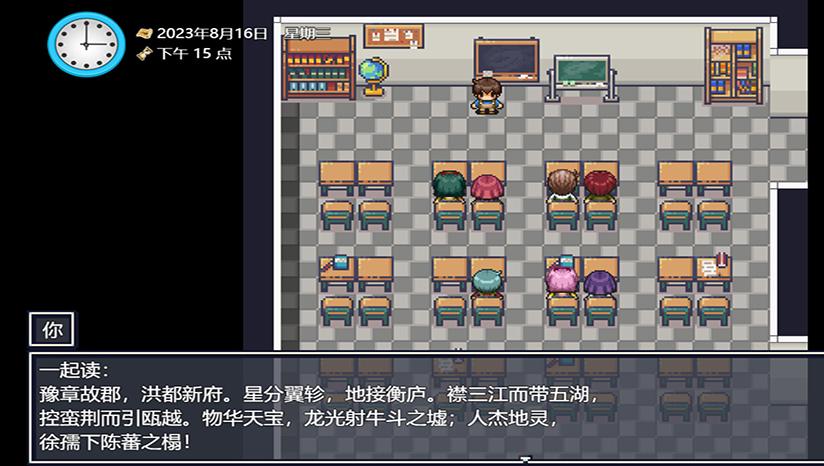 2023年8月16日 星期三
下午 15 点
你
一起读：
豫章故郡，洪都新府。星分翼轸，地接衡庐。襟三江而带五湖，
控蛮荆而引瓯越。物华天宝，龙光射牛斗之墟；人杰地灵，
徐孺下陈蕃之榻！